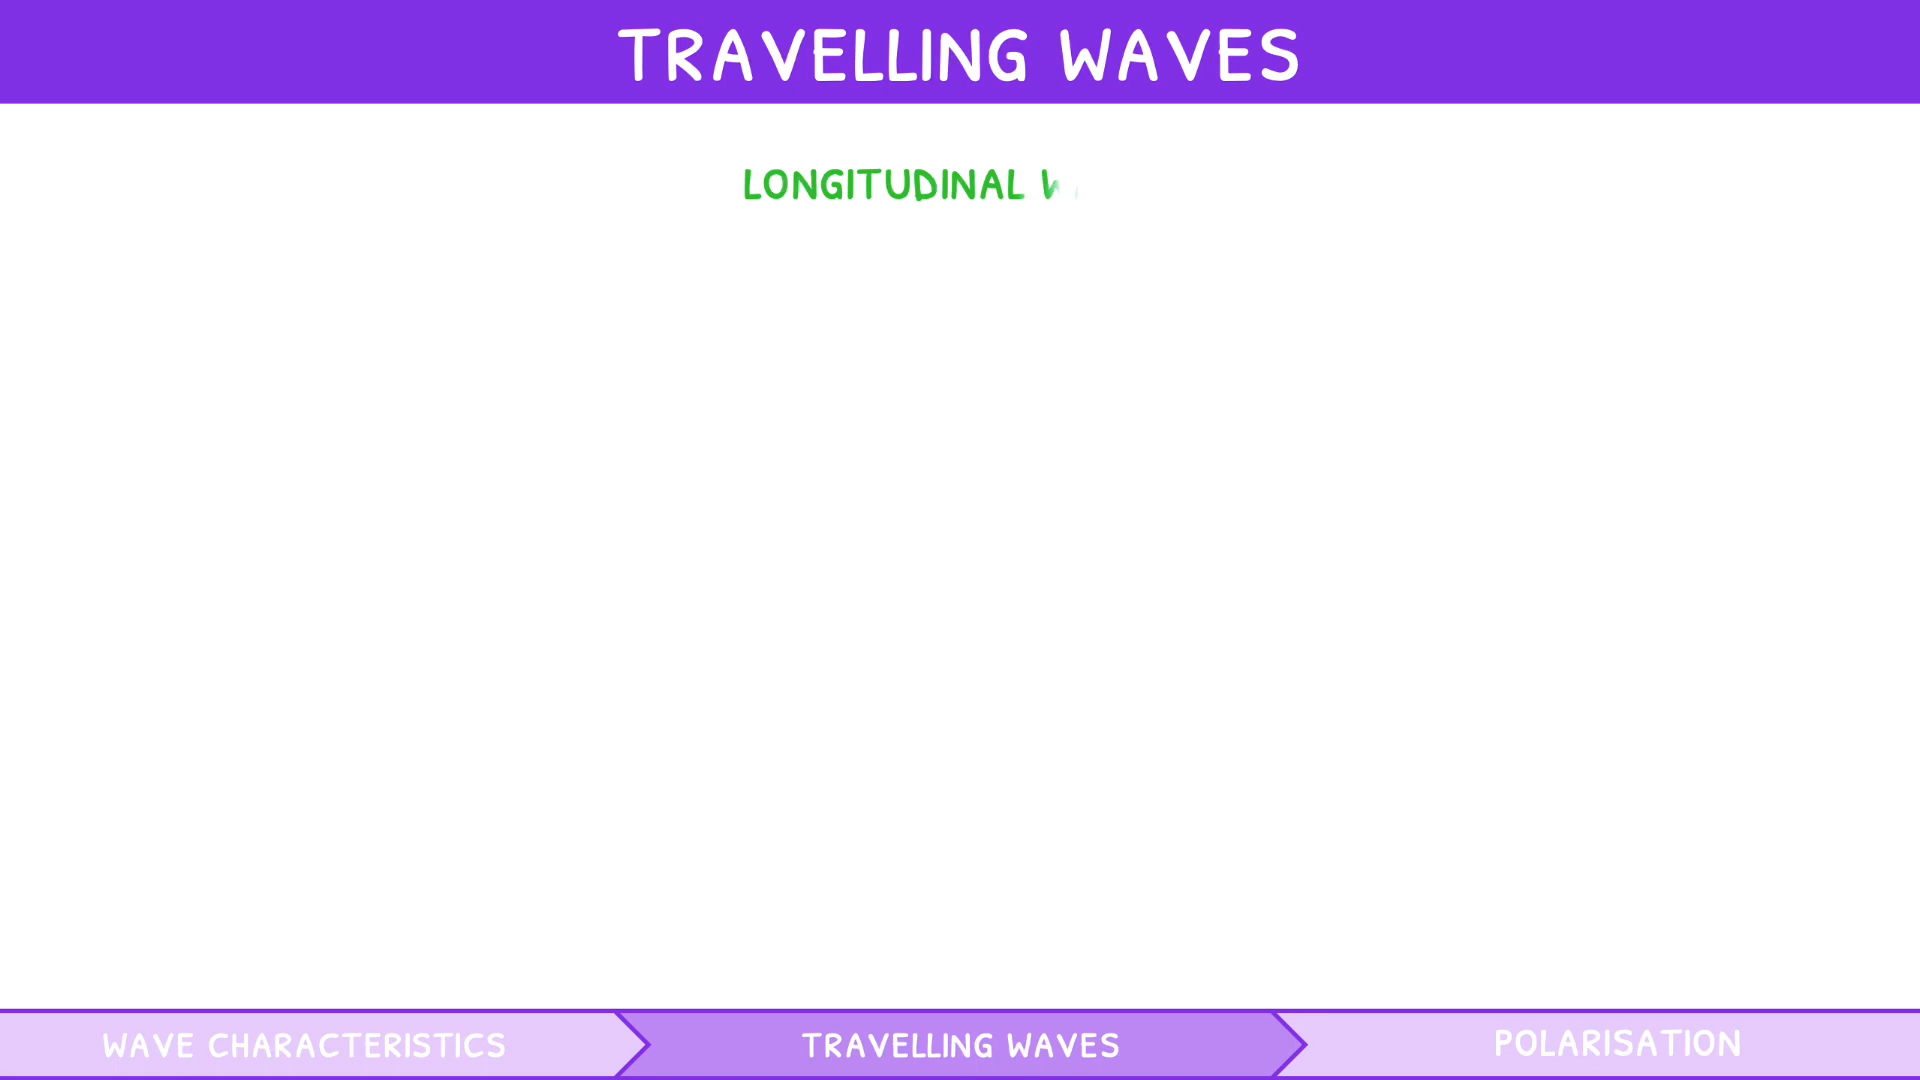 TRAVELLING WAVES
LONGITUDINAL
WAVE CHARACTERISTICS
TRAVELLING WAVES
POLARISATION